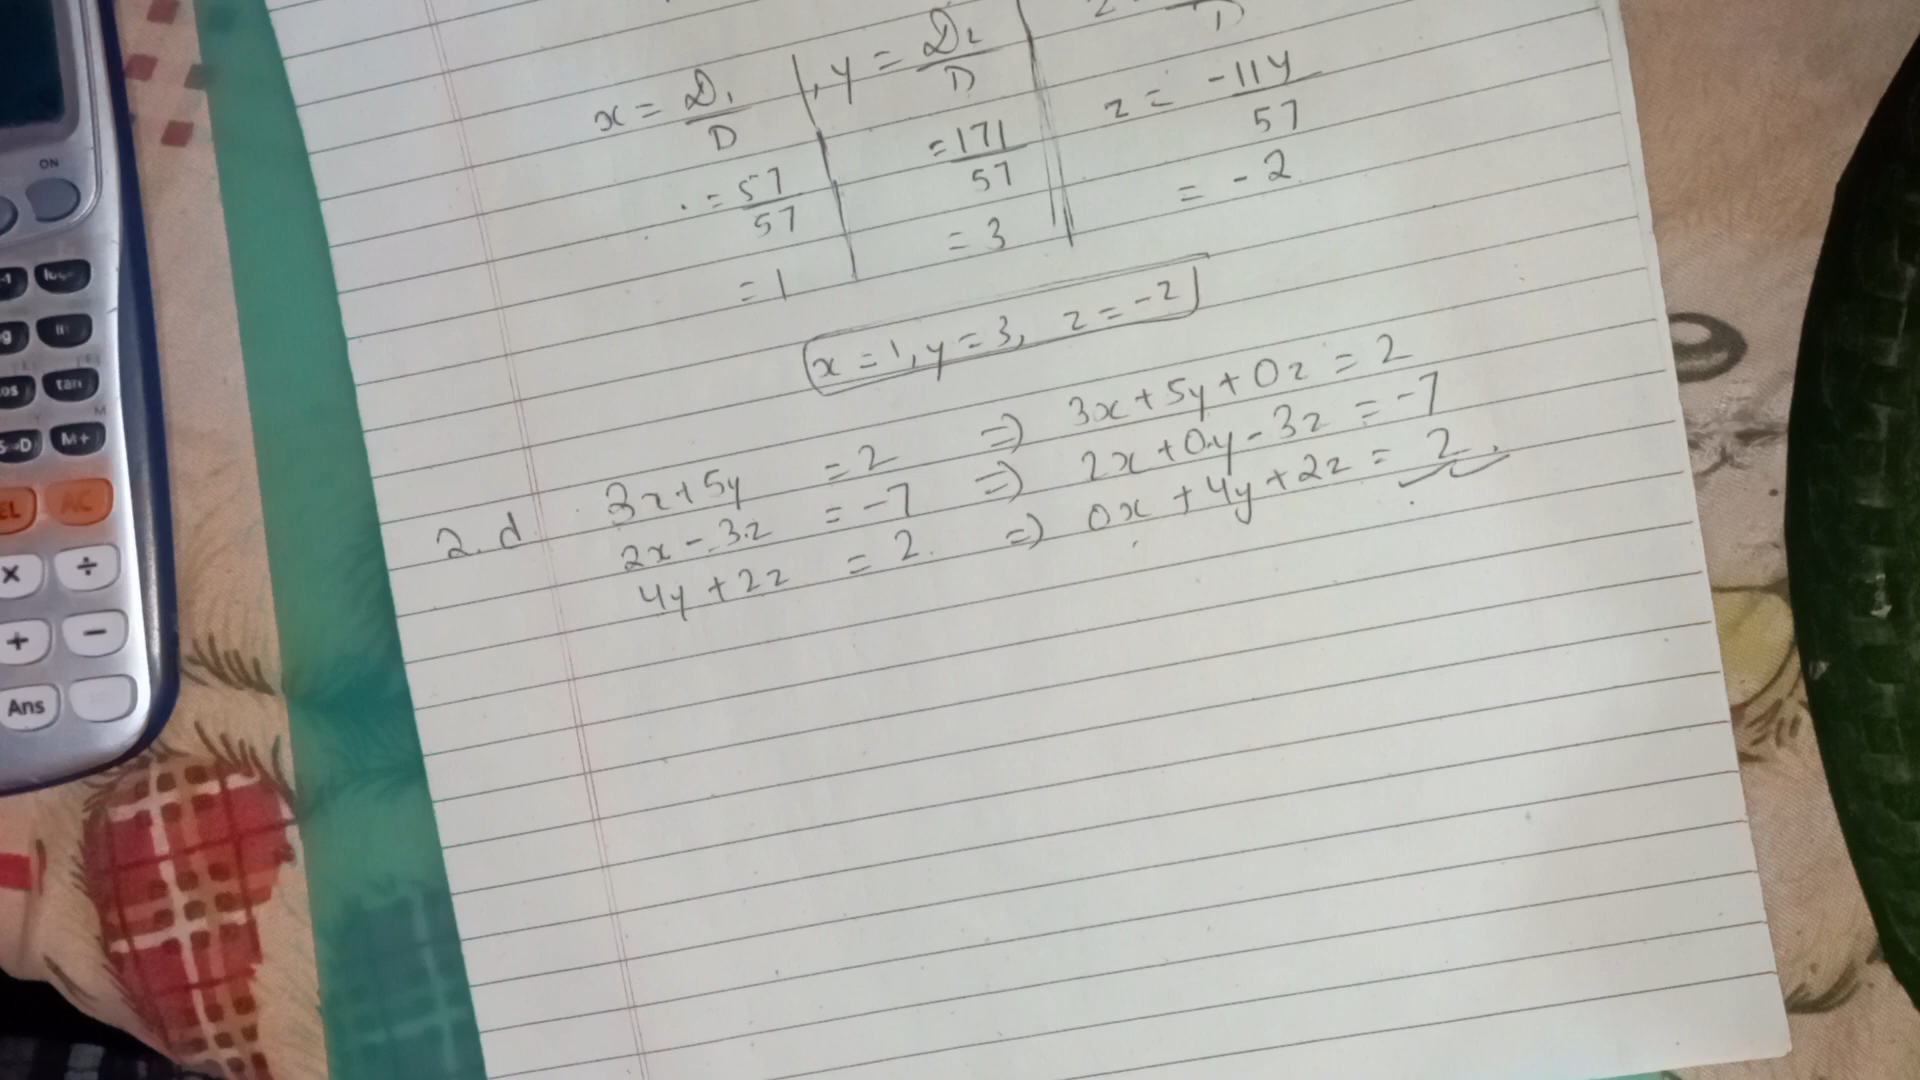 x = D₁/D , y = D₂/D
= 57/57 = 171/57 z = -114/57
= 1 = 3 = -2
x = 1, y = 3, z = -2
2.d. 3x+5y = 2 ⇒ 3x+5y+0z = 2
2x-3z = -7 ⇒ 2x+0.y-3z = -7
4y+2z = 2. ⇒ 0x+4y+2z = 2.
ON
tan
M
S→D M+
AC
× ÷
+ −
Ans